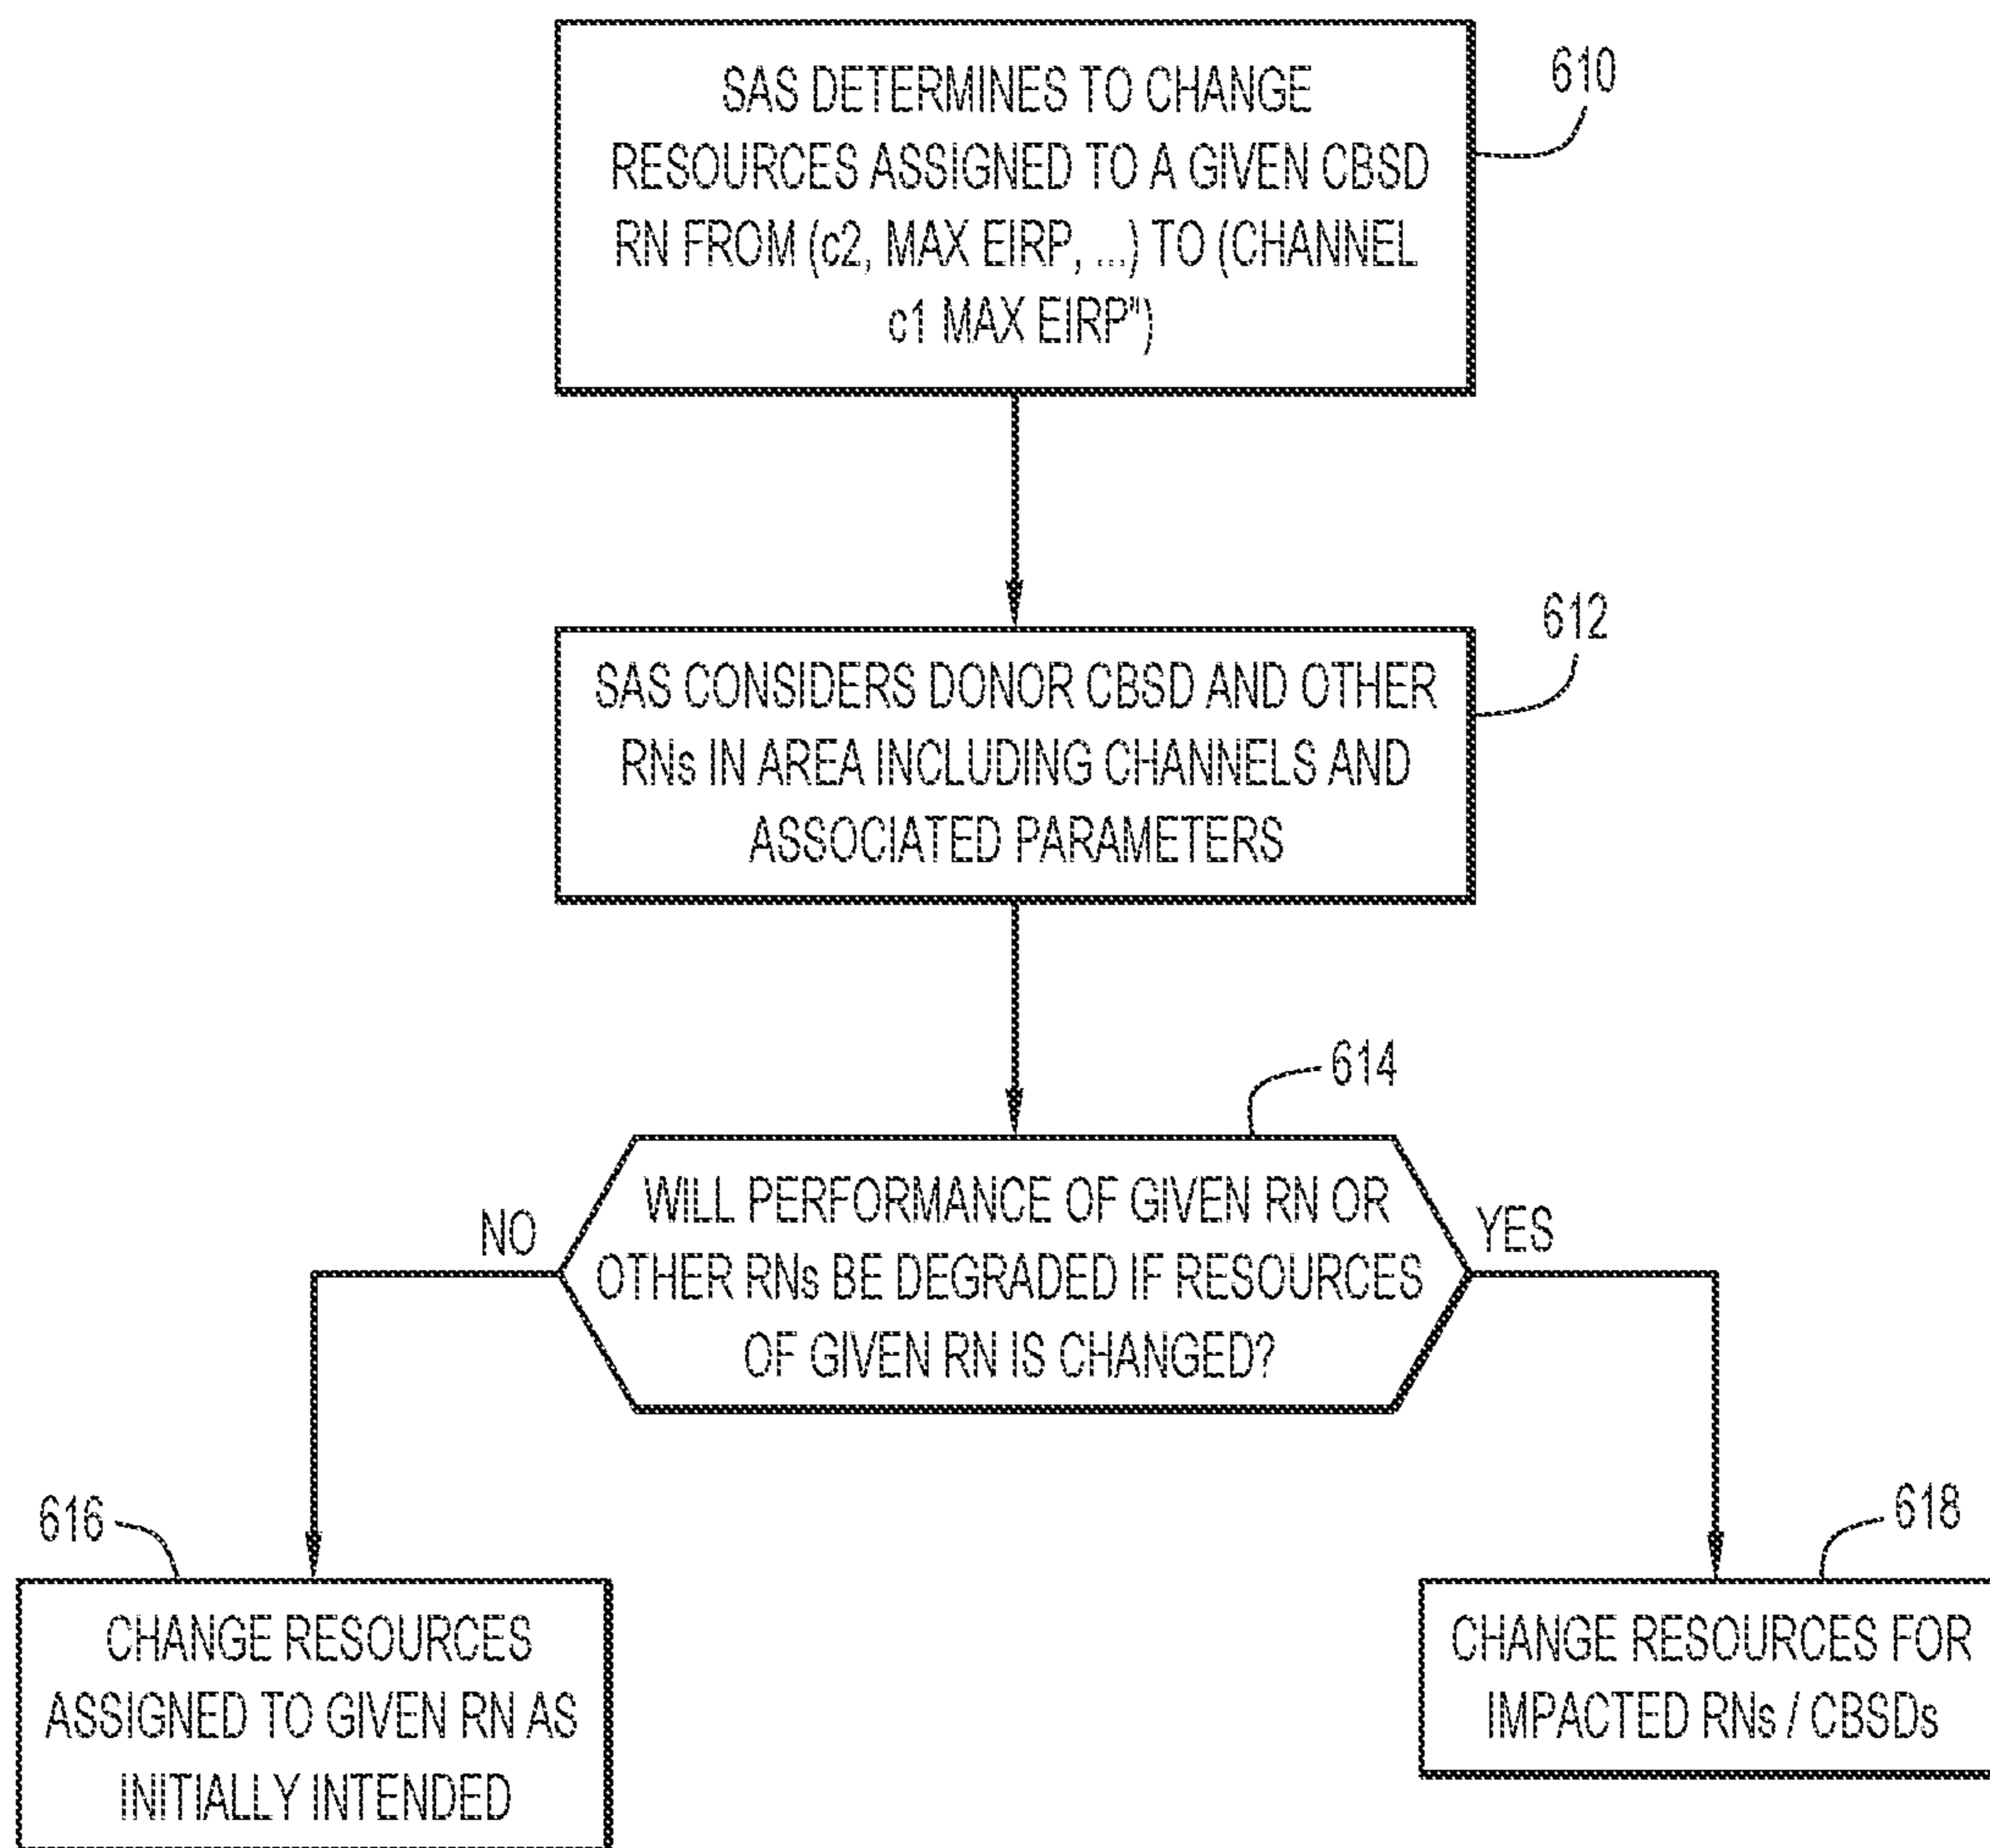 SAS DETERMINES TO CHANGE
RESOURCES ASSIGNED TO A GIVEN CBSD
RN FROM (c2, MAX EIRP, ...) TO (CHANNEL
c1 MAX EIRP")
610
SAS CONSIDERS DONOR CBSD AND OTHER
RNs IN AREA INCLUDING CHANNELS AND
ASSOCIATED PARAMETERS
612
614
WILL PERFORMANCE OF GIVEN RN OR
OTHER RNs BE DEGRADED IF RESOURCES
OF GIVEN RN IS CHANGED?
NO
YES
616
CHANGE RESOURCES
ASSIGNED TO GIVEN RN AS
INITIALLY INTENDED
618
CHANGE RESOURCES FOR
IMPACTED RNs / CBSDs